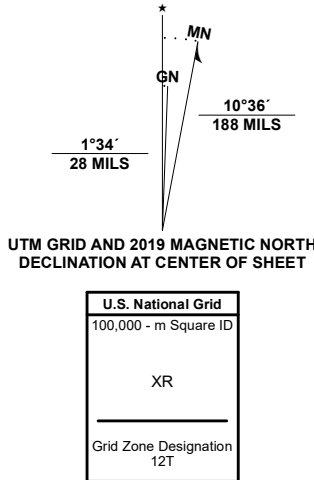 ★
MN
GN
10°36´
188 MILS
1°34´
28 MILS
UTM GRID AND 2019 MAGNETIC NORTH
DECLINATION AT CENTER OF SHEET
U.S. National Grid
100,000 - m Square ID
XR
Grid Zone Designation
12T